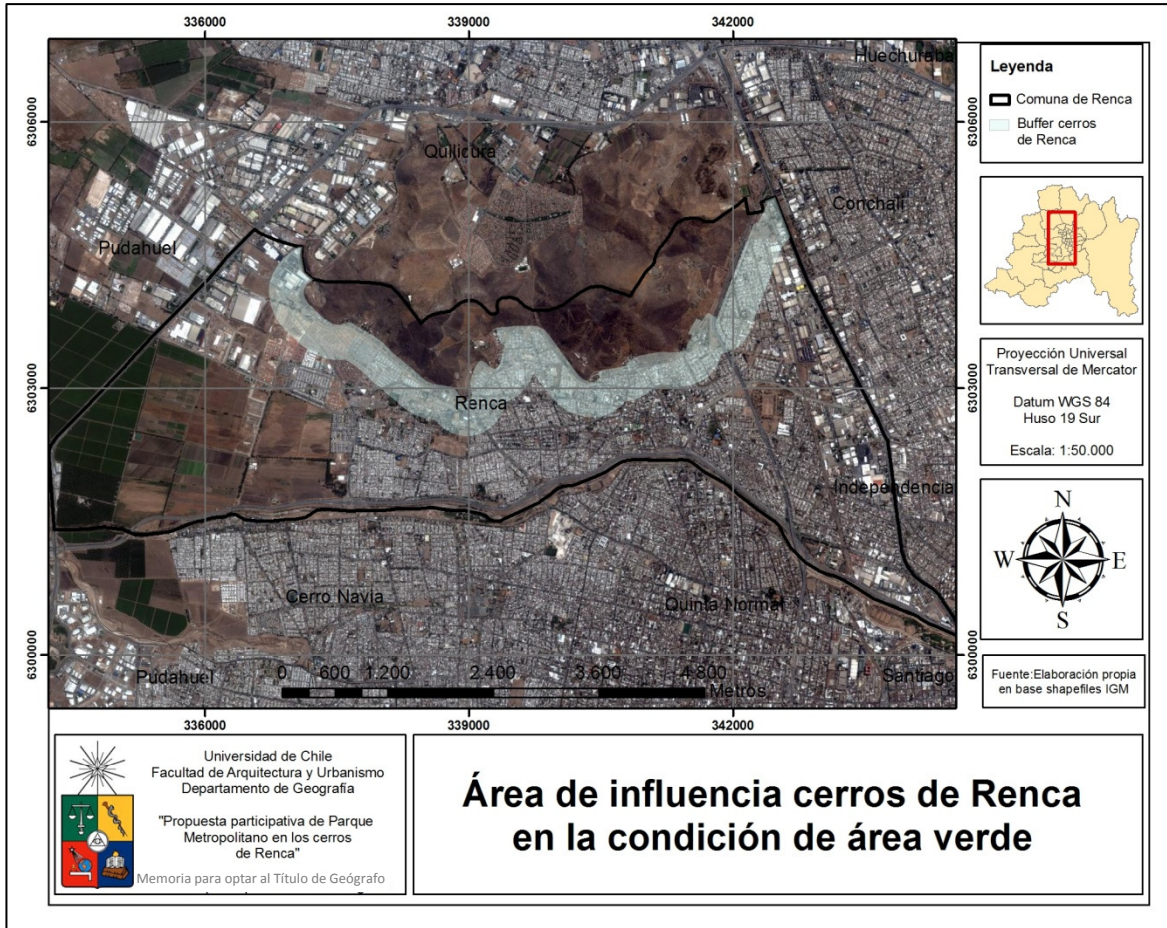 336000
339000
342000
6306000
6303000
6300000
6306000
6303000
6300000
336000
339000
342000
Huechuraba
Quilicura
Conchalí
Pudahuel
Renca
Independencia
Cerro Navia
Quinta Normal
Pudahuel
Santiago
0 600 1.200 2.400 3.600 4.800
Metros
Leyenda
Comuna de Renca
Buffer cerros
de Renca
Proyección Universal
Transversal de Mercator
Datum WGS 84
Huso 19 Sur
Escala: 1:50.000
N
W E
S
Fuente:Elaboración propia
en base shapefiles IGM
Universidad de Chile
Facultad de Arquitectura y Urbanismo
Departamento de Geografía
"Propuesta participativa de Parque
Metropolitano en los cerros
de Renca"
Memoria para optar al Título de Geógrafo
Área de influencia cerros de Renca
en la condición de área verde